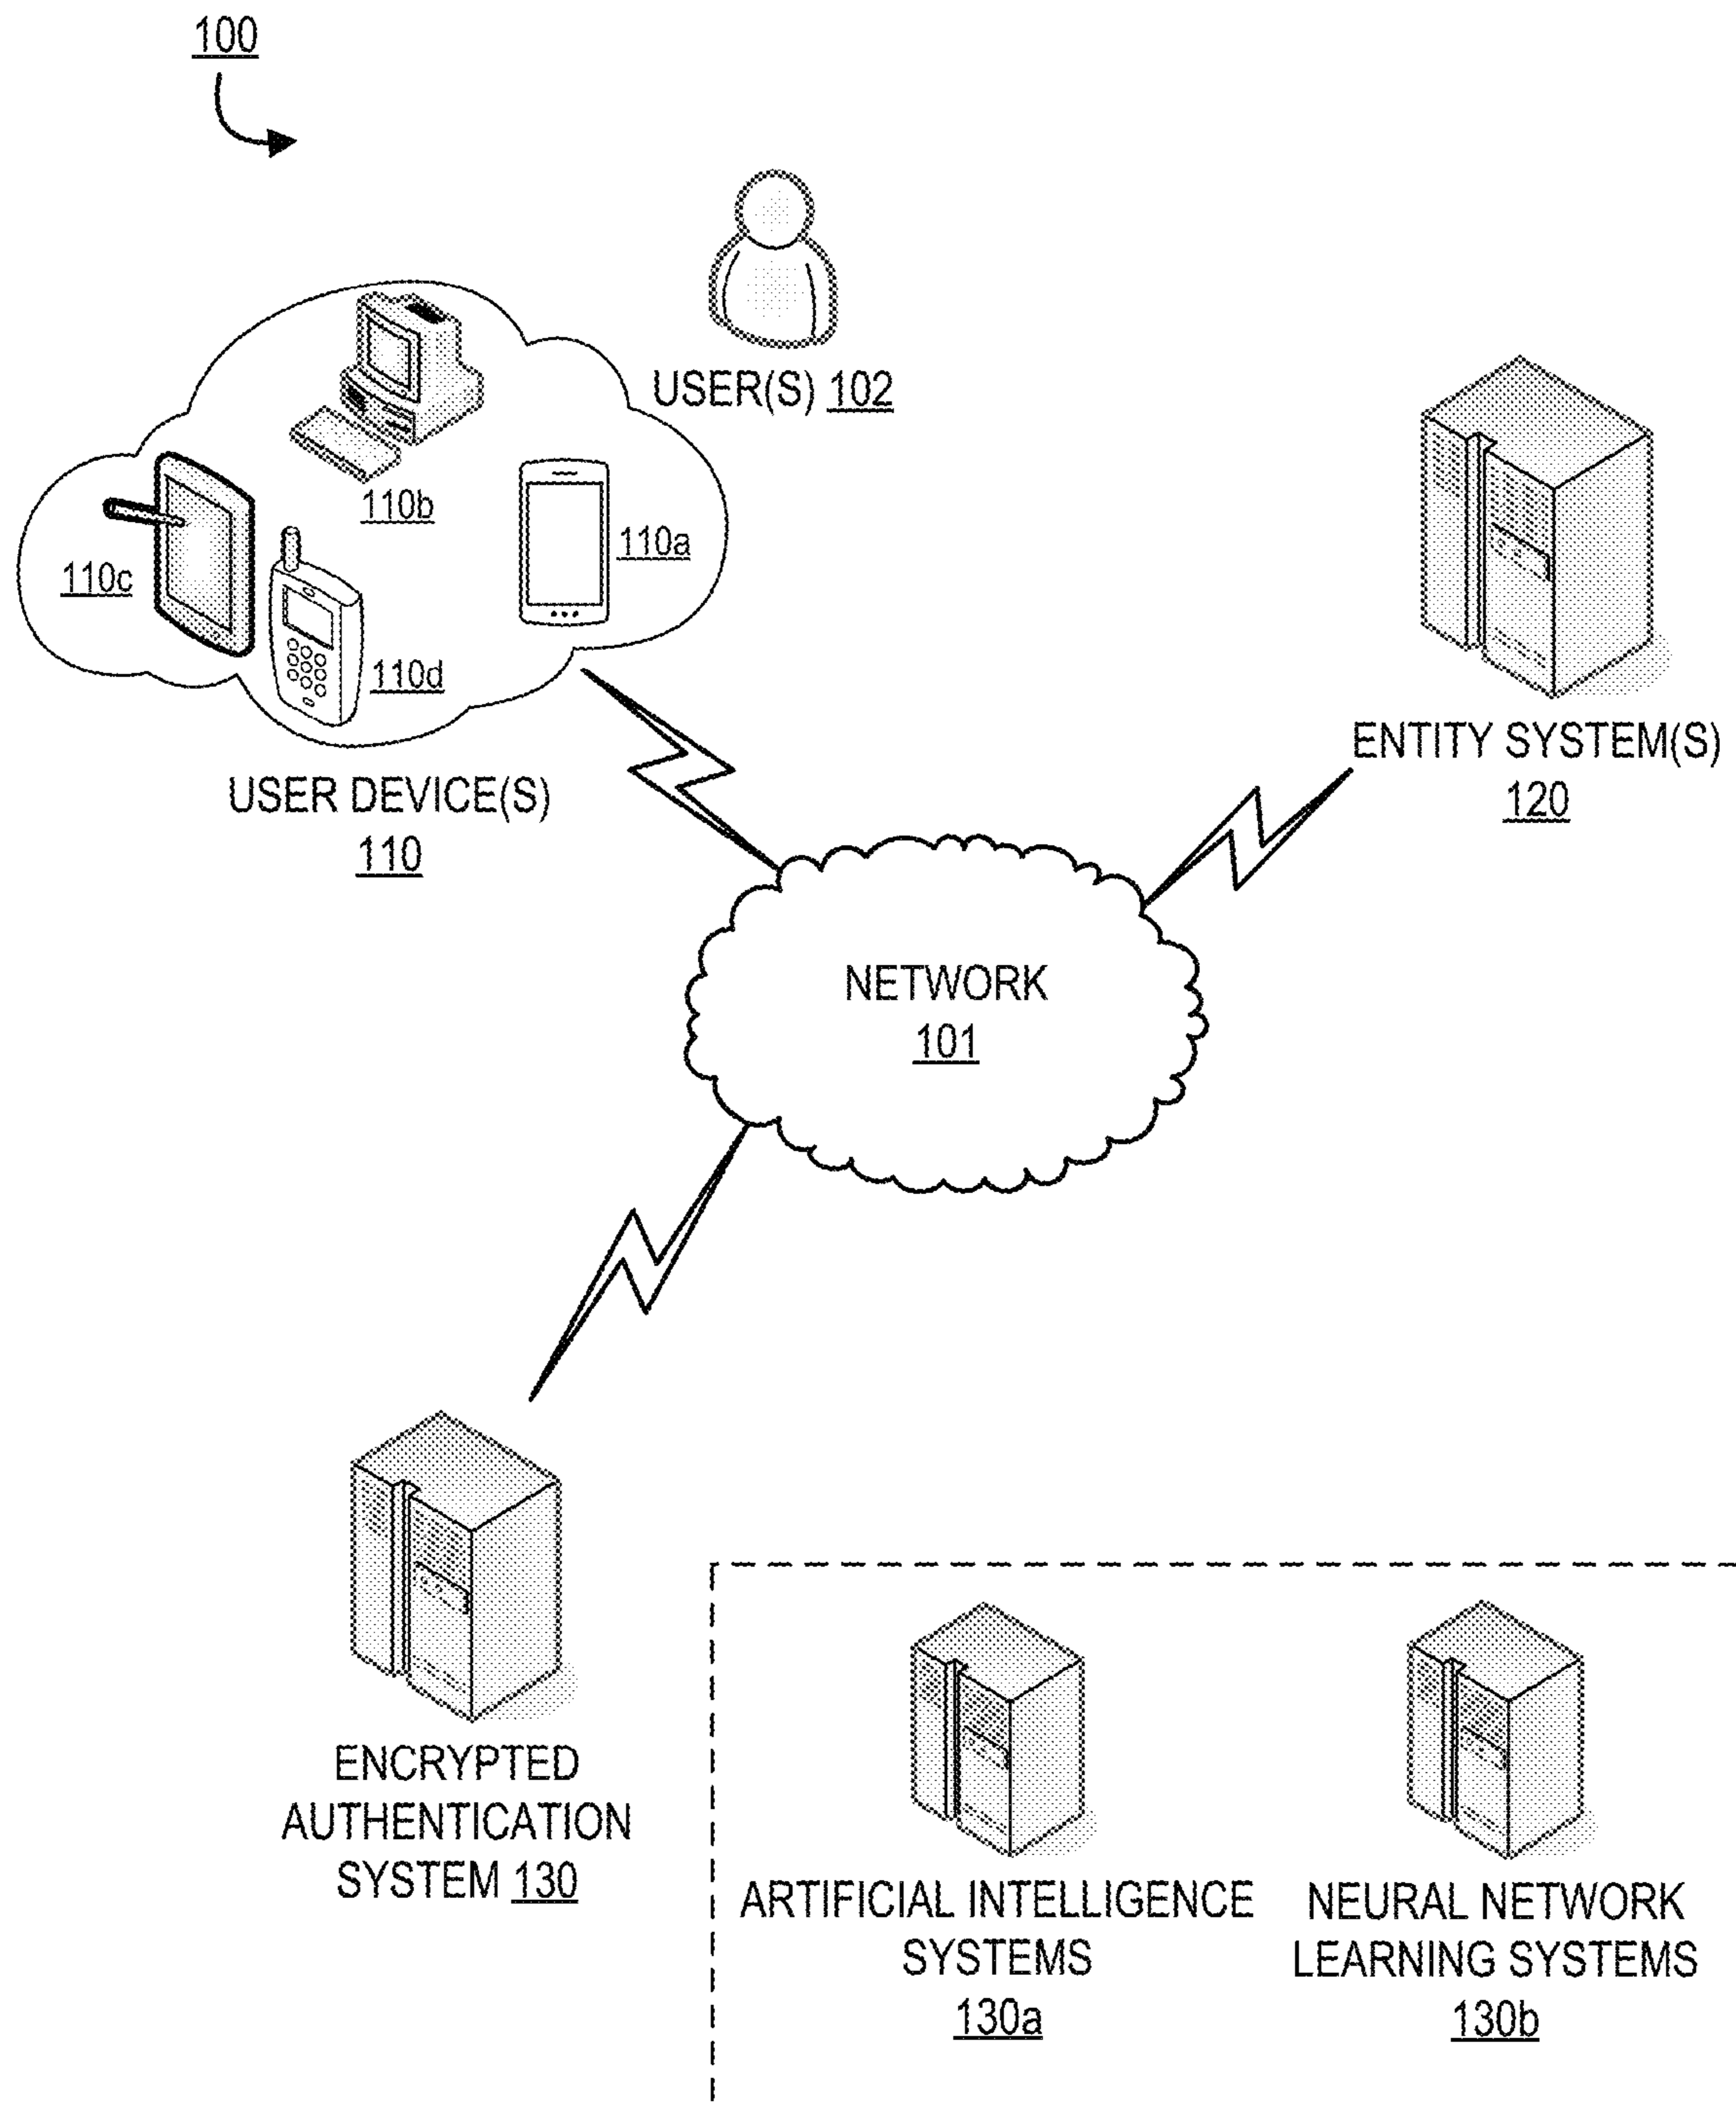 100
USER(S) 102
110b
110a
110c
110d
USER DEVICE(S)
110
ENTITY SYSTEM(S)
120
NETWORK
101
ENCRYPTED
AUTHENTICATION
SYSTEM 130
ARTIFICIAL INTELLIGENCE
SYSTEMS
130a
NEURAL NETWORK
LEARNING SYSTEMS
130b